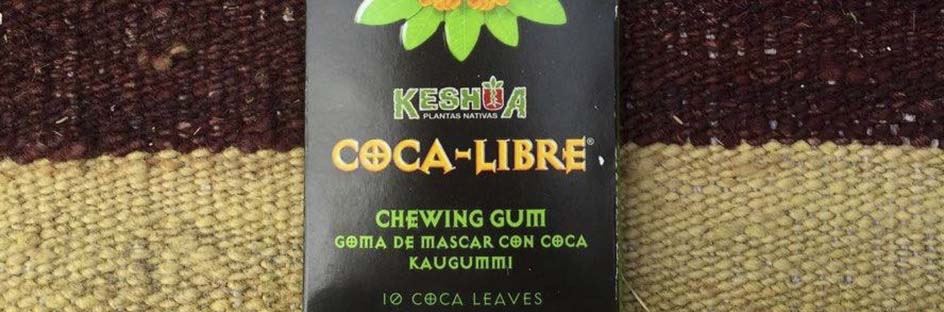 KESHUA
PLANTAS NATIVAS
COCA-LIBRE®
CHEWING GUM
GOMA DE MASCAR CON COCA
KAUGUMMI
10 COCA LEAVES